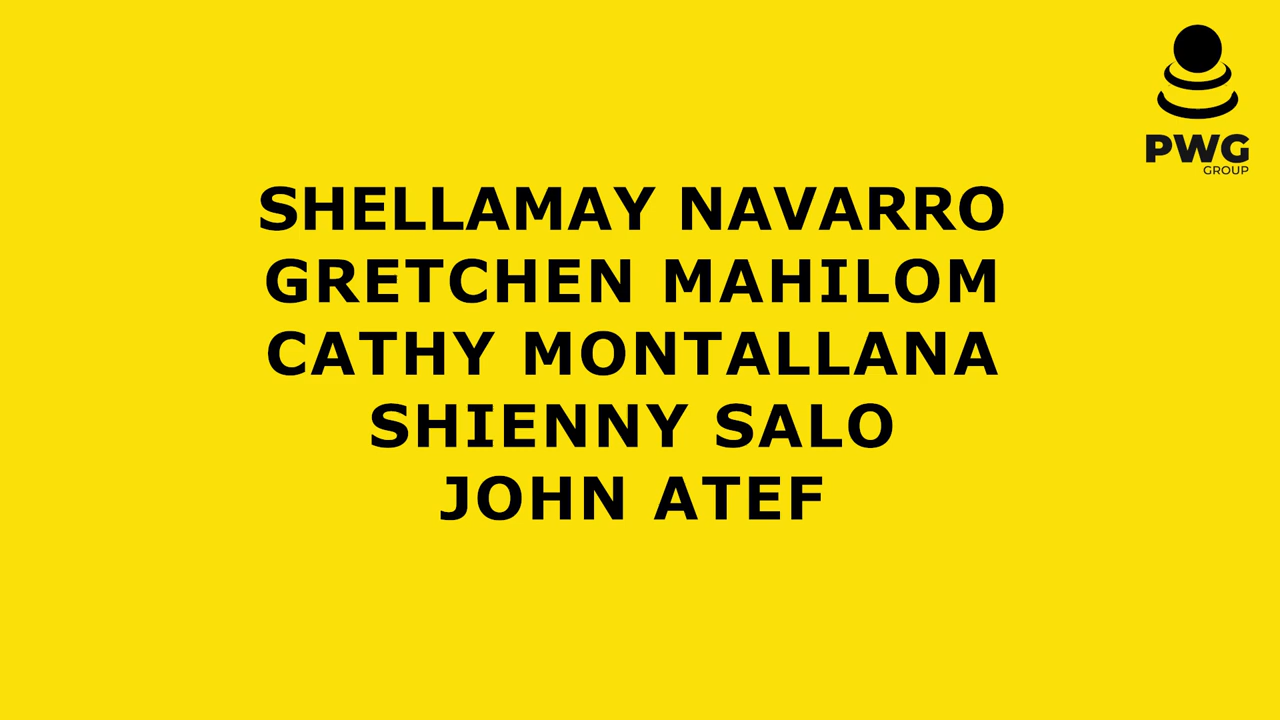 PWG
GROUP
SHELLAMAY NAVARRO
GRETCHEN MAHILOM
CATHY MONTALLANA
SHIENNY SALO
JOHN ATEF